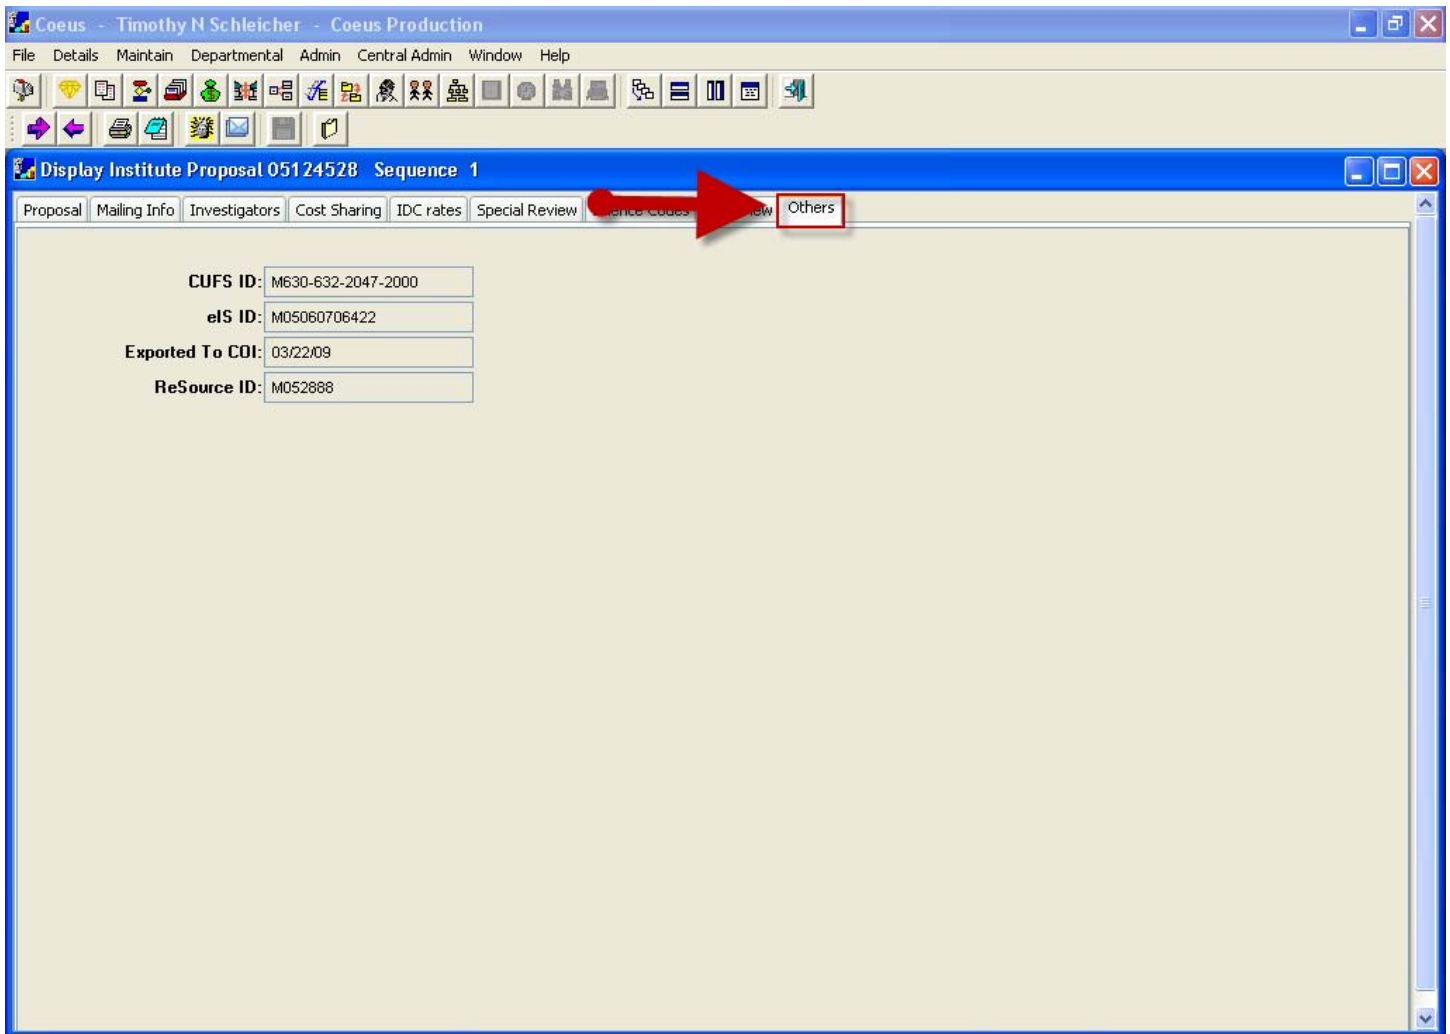 Coeus - Timothy N Schleicher - Coeus Production
File Details Maintain Departmental Admin Central Admin Window Help
Display Institute Proposal 05124528 Sequence 1
Proposal Mailing Info Investigators Cost Sharing IDC rates Special Review Codes Others
CUFS ID: M630-632-2047-2000
eIS ID: M05060706422
Exported To COI: 03/22/09
ReSource ID: M052888